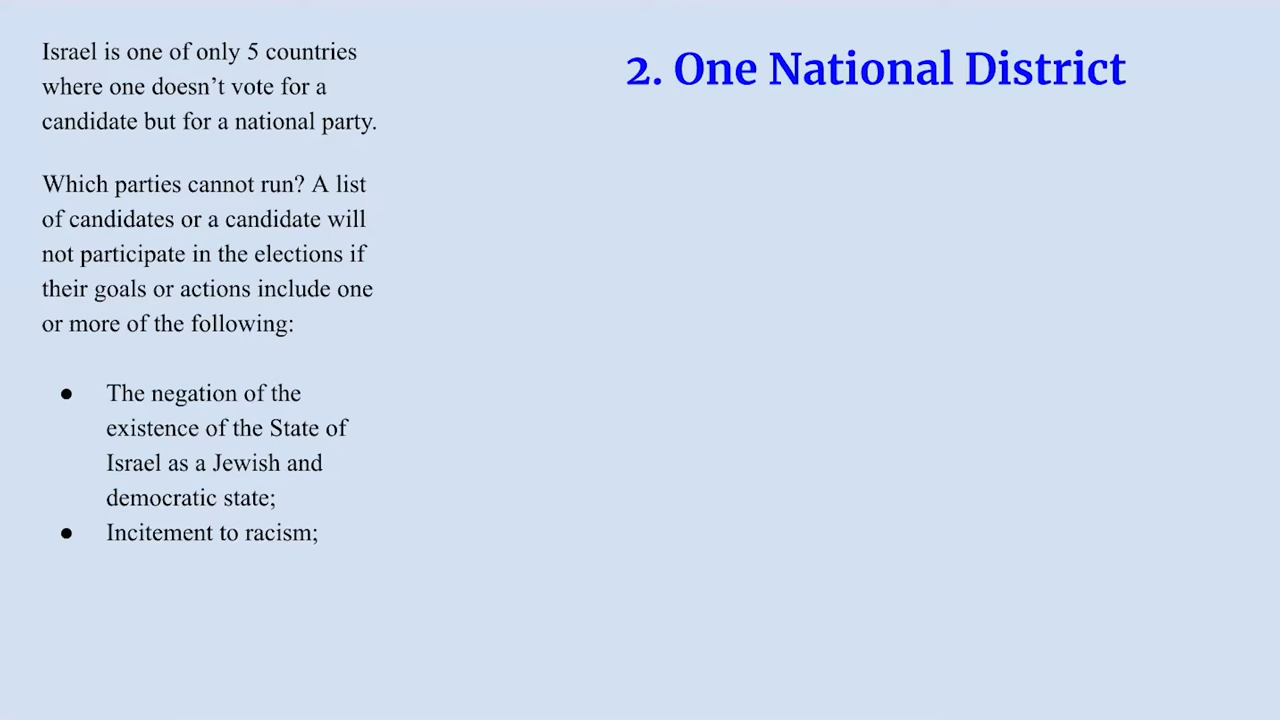 Israel is one of only 5 countries
where one doesn’t vote for a
candidate but for a national party.
Which parties cannot run? A list
of candidates or a candidate will
not participate in the elections if
their goals or actions include one
or more of the following:
● The negation of the
existence of the State of
Israel as a Jewish and
democratic state;
● Incitement to racism;
2. One National District